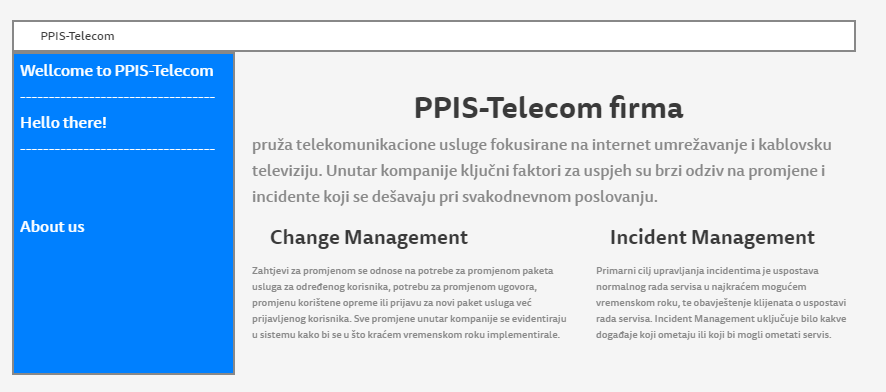 PPIS-Telecom
Wellcome to PPIS-Telecom
----------------------------------
Hello there!
----------------------------------
About us
PPIS-Telecom firma
pruža telekomunikacione usluge fokusirane na internet umrežavanje i kablovsku
televiziju. Unutar kompanije ključni faktori za uspjeh su brzi odziv na promjene i
incidente koji se dešavaju pri svakodnevnom poslovanju.
Change Management
Zahtjevi za promjenom se odnose na potrebe za promjenom paketa
usluga za određenog korisnika, potrebu za promjenom ugovora,
promjenu korištene opreme ili prijavu za novi paket usluga već
prijavljenog korisnika. Sve promjene unutar kompanije se evidentiraju
u sistemu kako bi se u što kraćem vremenskom roku implementirale.
Incident Management
Primarni cilj upravljanja incidentima je uspostava
normalnog rada servisa u najkraćem mogućem
vremenskom roku, te obavještenje klijenata o uspostavi
rada servisa. Incident Management uključuje bilo kakve
događaje koji ometaju ili koji bi mogli ometati servis.